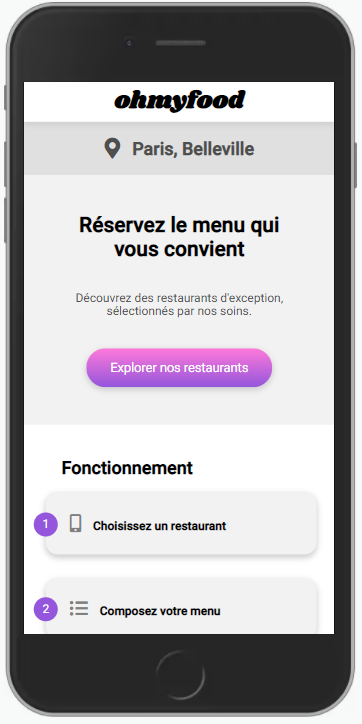 ohmyfood
Paris, Belleville
Réservez le menu qui
vous convient
Découvrez des restaurants d'exception,
sélectionnés par nos soins.
Explorer nos restaurants
Fonctionnement
1 Choisissez un restaurant
2 Composez votre menu